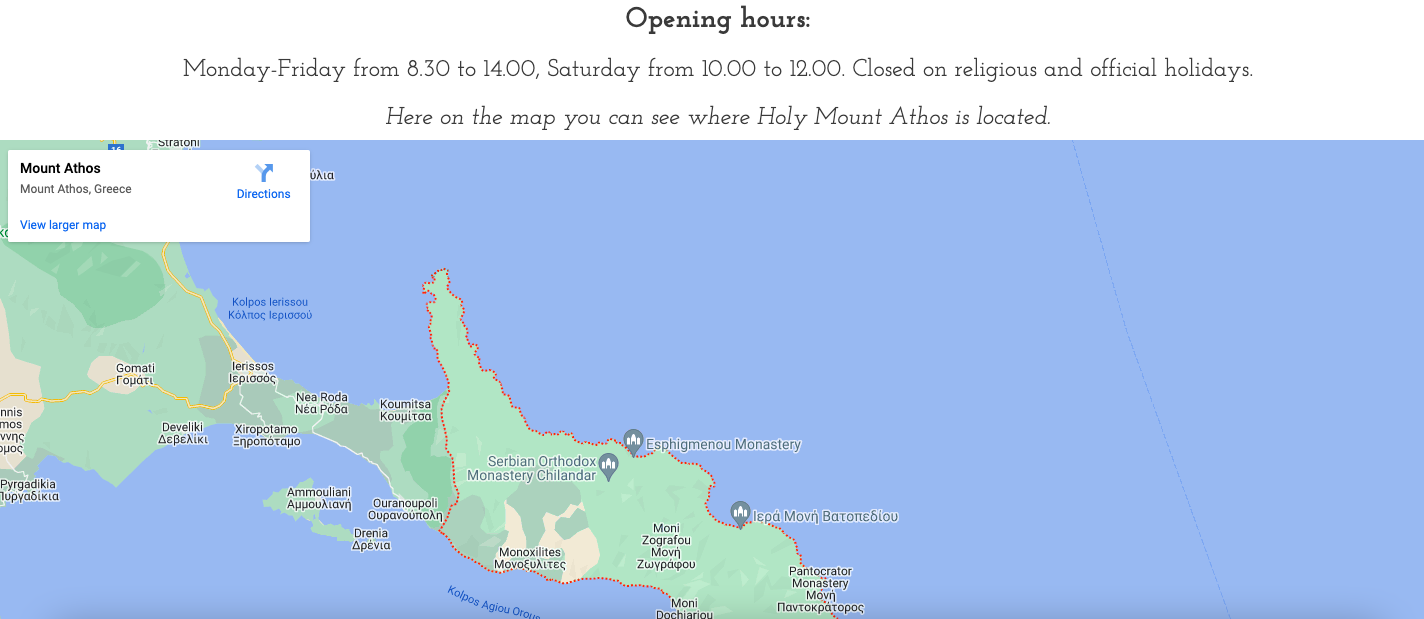 Opening hours:
Monday-Friday from 8.30 to 14.00, Saturday from 10.00 to 12.00. Closed on religious and official holidays.
Here on the map you can see where Holy Mount Athos is located.
16
Stratoni
Mount Athos
Mount Athos, Greece
Directions
View larger map
ύλια
Kolpos Ierissou
Κόλπος Ιερισσού
Gomati
Γομάτι
Ierissos
Ιερισσός
Nea Roda
Νέα Ρόδα
Koumitsa
Κουμίτσα
nnis
mos
ννης
ρμος
Develiki
Δεβελίκι
Xiropotamo
Ξηροπόταμο
Esphigmenou Monastery
Serbian Orthodox
Monastery Chilandar
Pyrgadikia
Πυργαδίκια
Ammouliani
Αμμουλιανή
Ouranoupoli
Ουρανούπολη
Drenia
Δρένια
Ιερά Μονή Βατοπεδίου
Moni
Zografou
Μονή
Ζωγράφου
Monoxilites
Μονοξυλίτες
Pantocrator
Monastery
Μονή
Παντοκράτορος
Kolpos Agiou Orous
Moni
Dochiariou